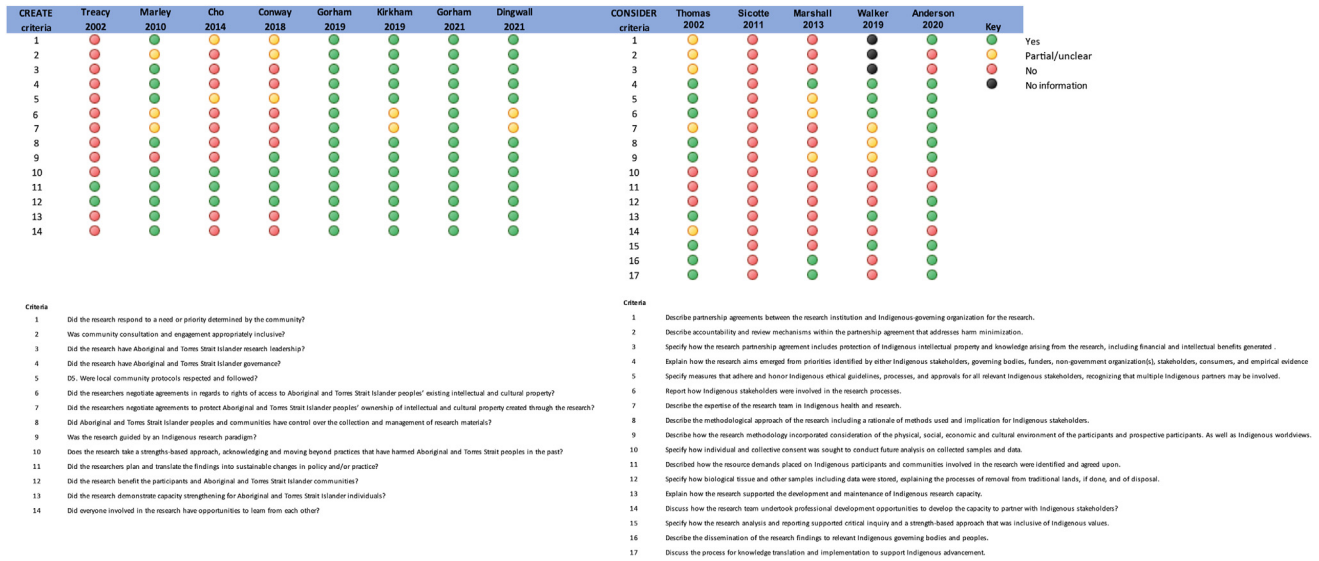 CREATE criteria Treacy 2002 Marley 2010 Cho 2014 Conway 2018 Gorham 2019 Kirkham 2019 Gorham 2021 Dingwall 2021
1
2
3
4
5
6
7
8
9
10
11
12
13
14
CONSIDER criteria Thomas 2002 Sicotte 2011 Marshall 2013 Walker 2019 Anderson 2020 Key
1
2
3
4
5
6
7
8
9
10
11
12
13
14
15
16
17
Yes
Partial/unclear
No
No information
Criteria
1 Did the research respond to a need or priority determined by the community?
2 Was community consultation and engagement appropriately inclusive?
3 Did the research have Aboriginal and Torres Strait Islander research leadership?
4 Did the research have Aboriginal and Torres Strait Islander governance?
5 D5. Were local community protocols respected and followed?
6 Did the researchers negotiate agreements in regards to rights of access to Aboriginal and Torres Strait Islander peoples' existing intellectual and cultural property?
7 Did the researchers negotiate agreements to protect Aboriginal and Torres Strait Islander peoples' ownership of intellectual and cultural property created through the research?
8 Did Aboriginal and Torres Strait Islander peoples and communities have control over the collection and management of research materials?
9 Was the research guided by an Indigenous research paradigm?
10 Does the research take a strengths-based approach, acknowledging and moving beyond practices that have harmed Aboriginal and Torres Strait peoples in the past?
11 Did the researchers plan and translate the findings into sustainable changes in policy and/or practice?
12 Did the research benefit the participants and Aboriginal and Torres Strait Islander communities?
13 Did the research demonstrate capacity strengthening for Aboriginal and Torres Strait Islander individuals?
14 Did everyone involved in the research have opportunities to learn from each other?
Criteria
1 Describe partnership agreements between the research institution and Indigenous-governing organization for the research.
2 Describe accountability and review mechanisms within the partnership agreement that addresses harm minimization.
3 Specify how the research partnership agreement includes protection of Indigenous intellectual property and knowledge arising from the research, including financial and intellectual benefits generated .
4 Explain how the research aims emerged from priorities identified by either Indigenous stakeholders, governing bodies, funders, non-government organization(s), stakeholders, consumers, and empirical evidence
5 Specify measures that adhere and honor Indigenous ethical guidelines, processes, and approvals for all relevant Indigenous stakeholders, recognizing that multiple Indigenous partners may be involved.
6 Report how Indigenous stakeholders were involved in the research processes.
7 Describe the expertise of the research team in Indigenous health and research.
8 Describe the methodological approach of the research including a rationale of methods used and implication for Indigenous stakeholders.
9 Describe how the research methodology incorporated consideration of the physical, social, economic and cultural environment of the participants and prospective participants. As well as Indigenous worldviews.
10 Specify how individual and collective consent was sought to conduct future analysis on collected samples and data.
11 Described how the resource demands placed on Indigenous participants and communities involved in the research were identified and agreed upon.
12 Specify how biological tissue and other samples including data were stored, explaining the processes of removal from traditional lands, if done, and of disposal.
13 Explain how the research supported the development and maintenance of Indigenous research capacity.
14 Discuss how the research team undertook professional development opportunities to develop the capacity to partner with Indigenous stakeholders?
15 Specify how the research analysis and reporting supported critical inquiry and a strength-based approach that was inclusive of Indigenous values.
16 Describe the dissemination of the research findings to relevant Indigenous governing bodies and peoples.
17 Discuss the process for knowledge translation and implementation to support Indigenous advancement.